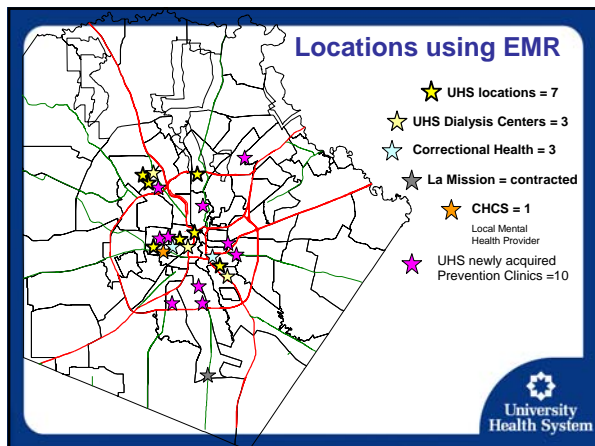 Locations using EMR
UHS locations = 7
UHS Dialysis Centers = 3
Correctional Health = 3
La Mission = contracted
CHCS = 1
Local Mental
Health Provider
UHS newly acquired
Prevention Clinics =10
University
Health System